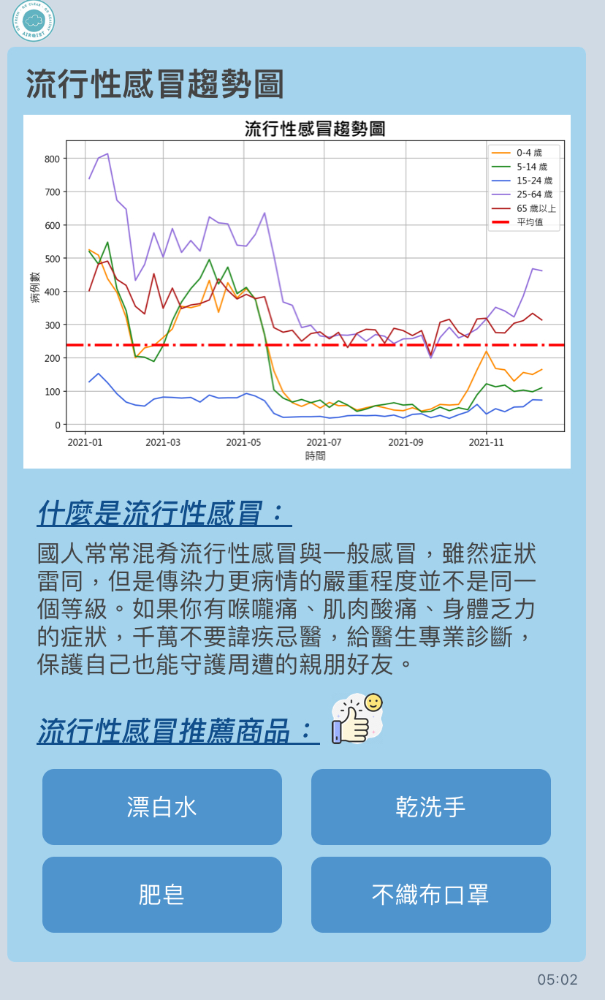 GO FRESH · GO CLEAR · GO HEALTHY
流行性感冒趨勢圖
流行性感冒趨勢圖
0-4 歲
5-14 歲
15-24 歲
25-64 歲
65 歲以上
平均值
病例數
800
700
600
500
400
300
200
100
0
2021-01 2021-03 2021-05 2021-07 2021-09 2021-11
時間
什麼是流行性感冒：
國人常常混肴流行性感冒與一般感冒，雖然症狀
雷同，但是傳染力更病情的嚴重程度並不是同一
個等級。如果你有喉嚨痛、肌肉酸痛、身體乏力
的症狀，千萬不要諱疾忌醫，給醫生專業診斷，
保護自己也能守護周遭的親朋好友。
流行性感冒推薦商品：
漂白水 乾洗手
肥皂 不織布口罩
05:02